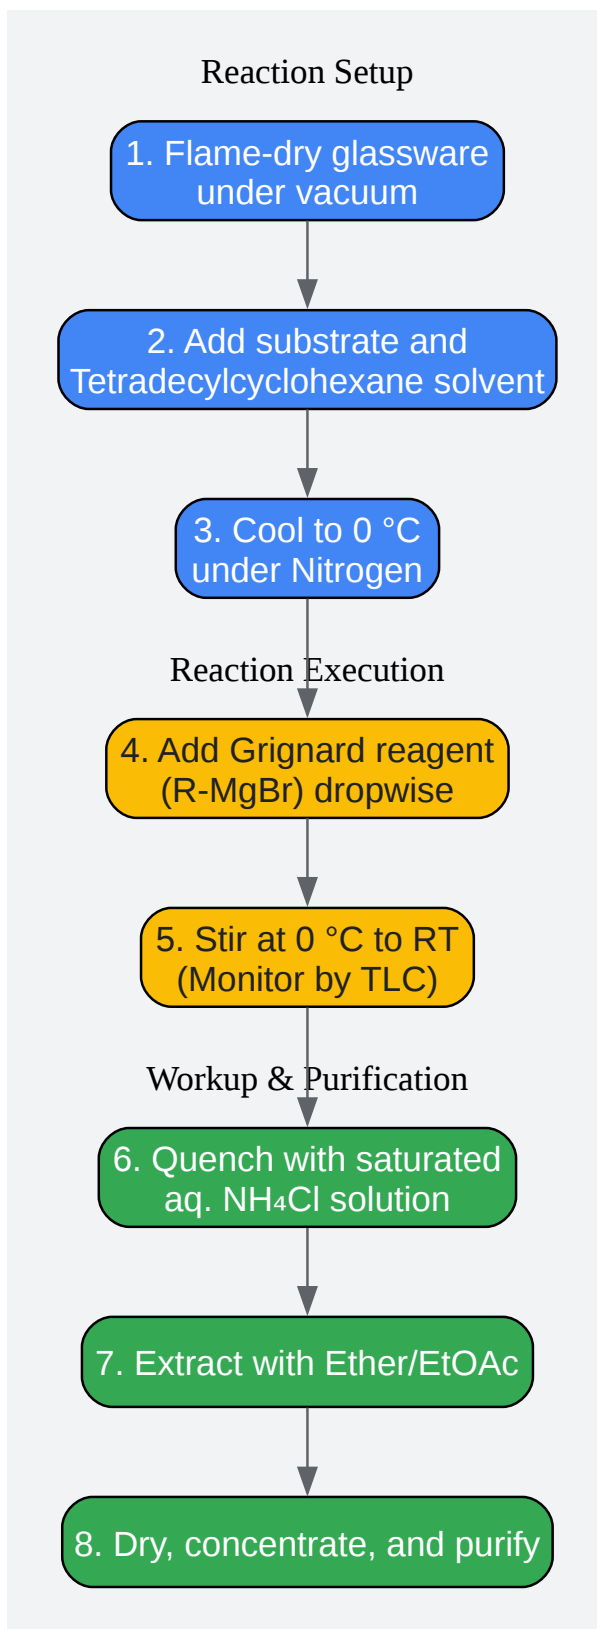 Reaction Setup
1. Flame-dry glassware
under vacuum
2. Add substrate and
Tetradecylcyclohexane solvent
3. Cool to 0 °C
under Nitrogen
Reaction Execution
4. Add Grignard reagent
(R-MgBr) dropwise
5. Stir at 0 °C to RT
(Monitor by TLC)
Workup & Purification
6. Quench with saturated
aq. NH₄Cl solution
7. Extract with Ether/EtOAc
8. Dry, concentrate, and purify